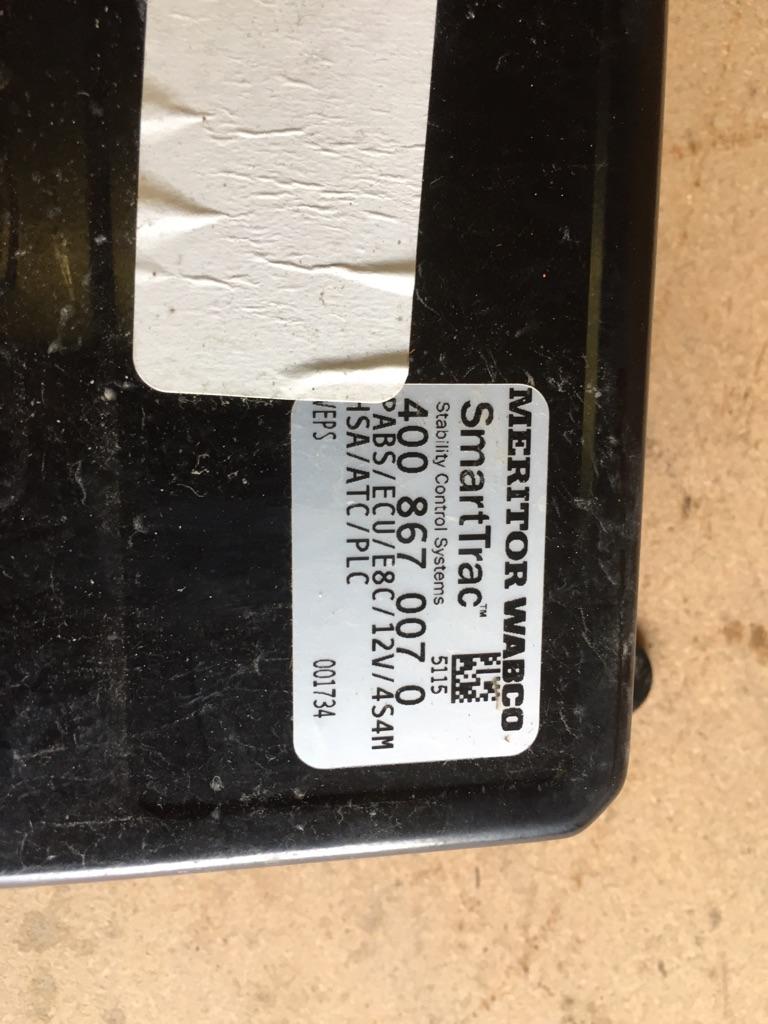 MERITOR WABCO
SmartTrac™
Stability Control Systems 5115
400 867 007 0
PABS/ECU/E8C/12V/4S4M
HSA/ATC/PLC
VEPS 001734